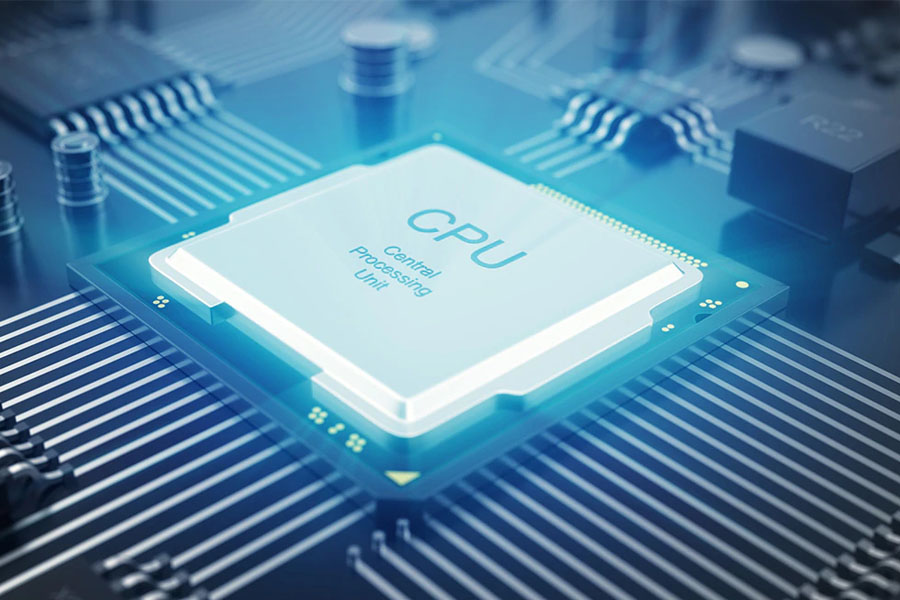 CPU
Central
Processing
Unit
R22